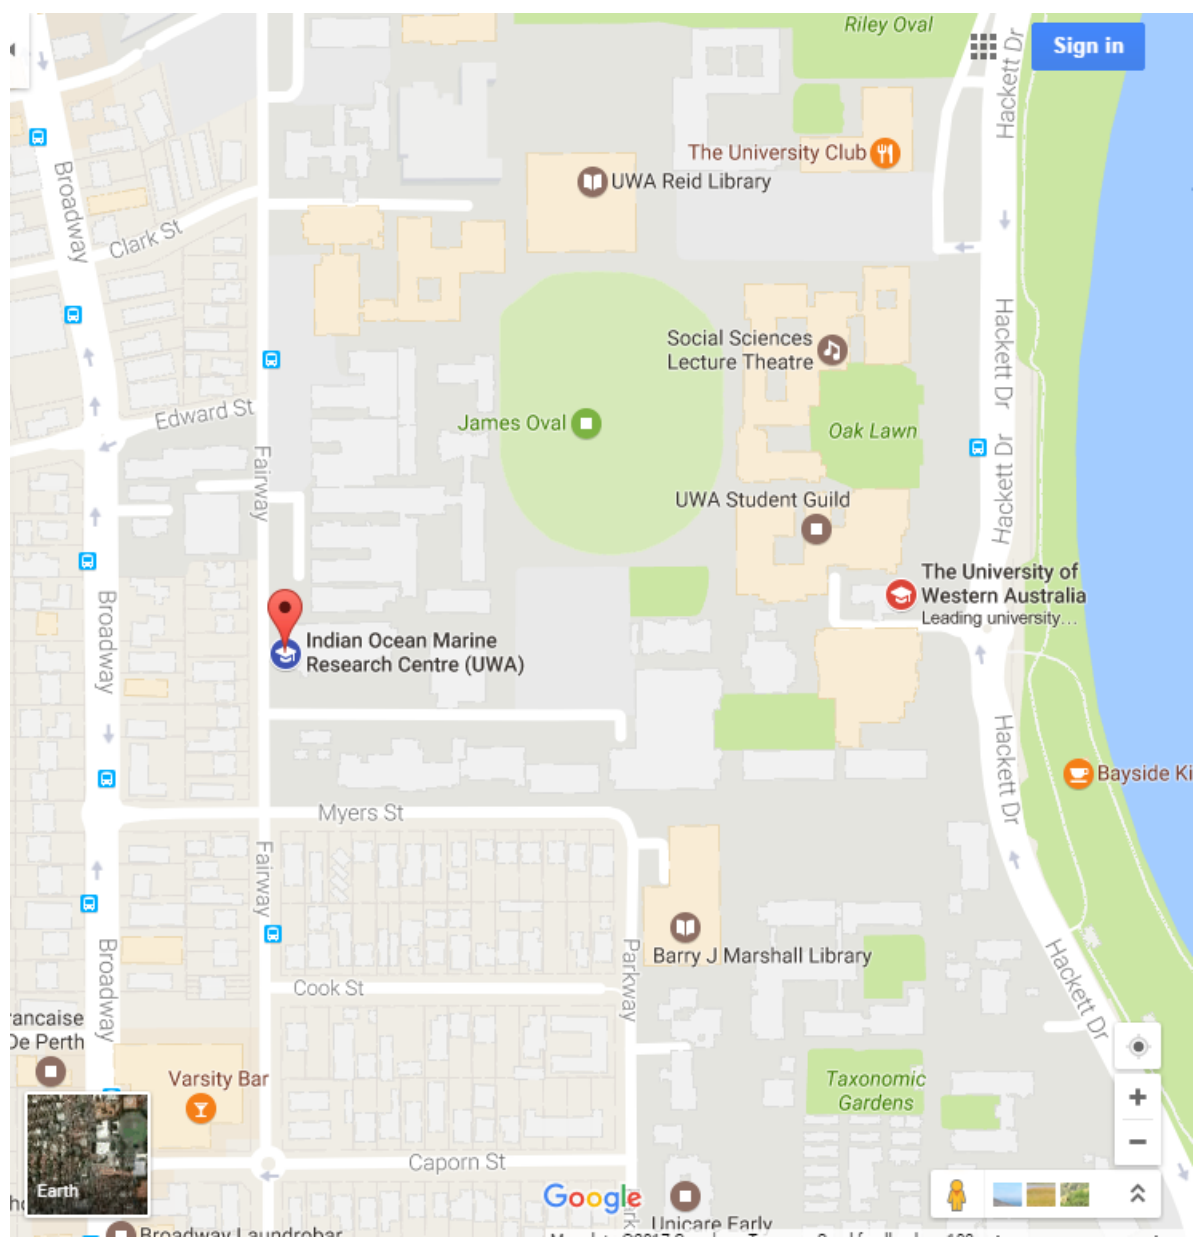 Riley Oval
Sign in
Hackett Dr
The University Club
UWA Reid Library
Broadway
Clark St
Hackett Dr
Social Sciences
Lecture Theatre
Edward St
James Oval
Oak Lawn
Hackett Dr
Fairway
UWA Student Guild
The University of
Western Australia
Leading university...
Broadway
Indian Ocean Marine
Research Centre (UWA)
Hackett Dr
Bayside Ki
Myers St
Fairway
Broadway
Parkway
Barry J Marshall Library
Hackett Dr
Cook St
rancaise
De Perth
Varsity Bar
Taxonomic
Gardens
Caporn St
Earth
Google
Unicare Early
Broadway Laundrobar